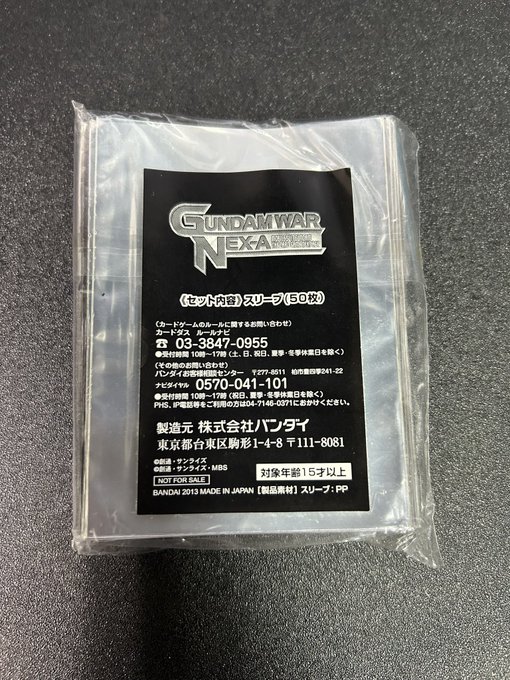 GUNDAM WAR
NEX-A
《セット内容》スリーブ(50枚)
〈カードゲームのルールに関するお問い合わせ〉
カードダス ルールナビ
☎ 03-3847-0955
●受付時間 10時〜17時(土、日、祝日、夏季・冬季休業日を除く)
〈その他のお問い合わせ〉
バンダイお客様相談センター 〒277-8511 柏市豊四季241-22
ナビダイヤル 0570-041-101
●受付時間 10時〜17時(祝日、夏季・冬季休業日を除く)
PHS、IP電話等をご利用の方は04-7146-0371におかけください。
製造元 株式会社バンダイ
東京都台東区駒形1-4-8 〒111-8081
©創通・サンライズ
©創通・サンライズ・MBS
NOT FOR SALE
対象年齢15才以上
BANDAI 2013 MADE IN JAPAN 【製品素材】スリーブ:PP